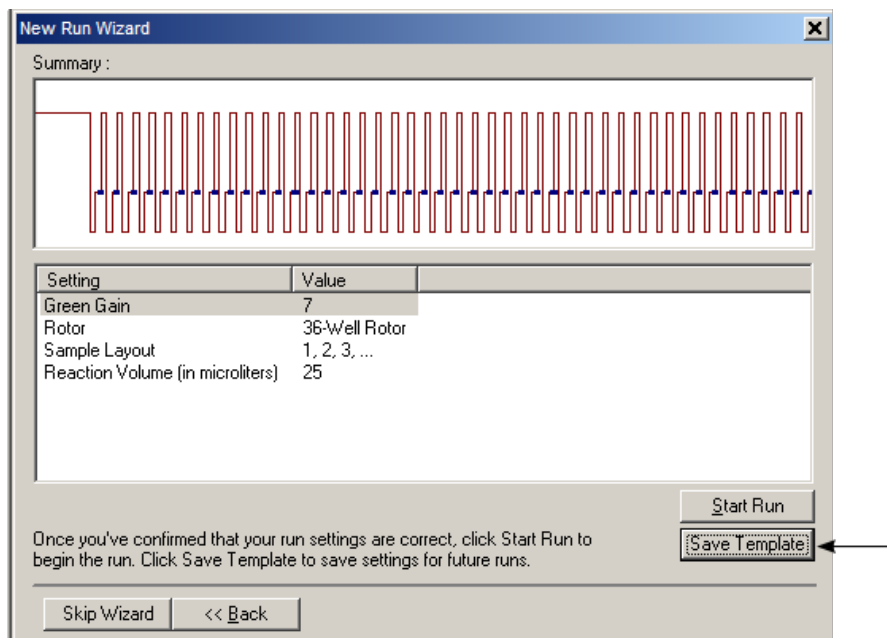 New Run Wizard
Summary :
Setting Value
Green Gain 7
Rotor 36-Well Rotor
Sample Layout 1, 2, 3, ...
Reaction Volume (in microliters) 25
Start Run
Once you've confirmed that your run settings are correct, click Start Run to
begin the run. Click Save Template to save settings for future runs.
Save Template
Skip Wizard
<< Back